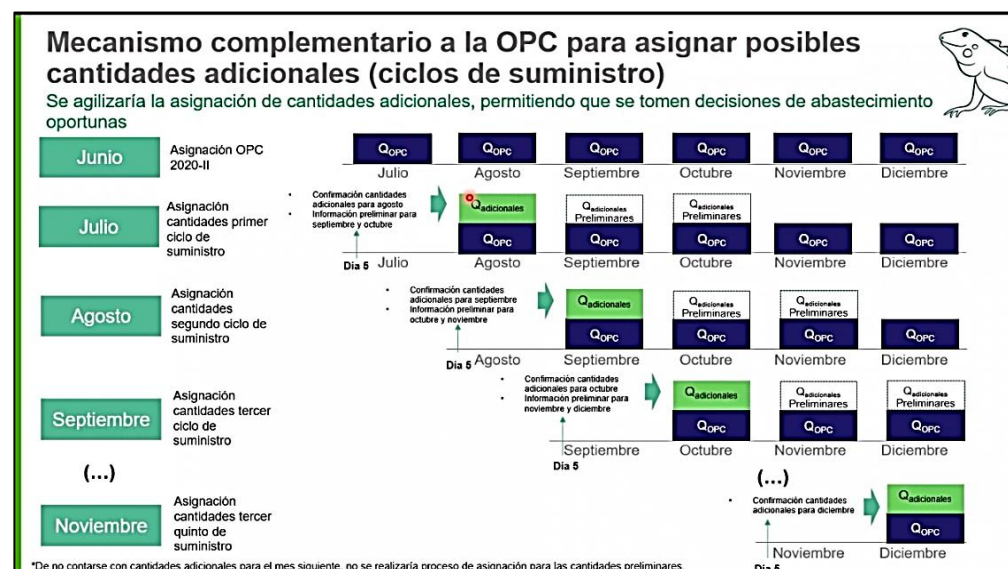 Mecanismo complementario a la OPC para asignar posibles
cantidades adicionales (ciclos de suministro)
Se agilizaría la asignación de cantidades adicionales, permitiendo que se tomen decisiones de abastecimiento
oportunas
Junio
Asignación OPC
2020-II
QOPC QOPC QOPC QOPC QOPC QOPC
Julio Agosto Septiembre Octubre Noviembre Diciembre
Julio
Asignación
cantidades primer
ciclo de
suministro
• Confirmación cantidades
adicionales para agosto
• Información preliminar para
septiembre y octubre
Qadicionales
Qadicionales
Preliminares
Qadicionales
Preliminares
QOPC QOPC QOPC QOPC QOPC
Día 5 Julio Agosto Septiembre Octubre Noviembre Diciembre
Agosto
Asignación
cantidades
segundo ciclo de
suministro
• Confirmación cantidades
adicionales para septiembre
• Información preliminar para
octubre y noviembre
Qadicionales
Qadicionales
Preliminares
Qadicionales
Preliminares
QOPC QOPC QOPC QOPC
Día 5 Agosto Septiembre Octubre Noviembre Diciembre
Septiembre
Asignación
cantidades tercer
ciclo de
suministro
• Confirmación cantidades
adicionales para octubre
• Información preliminar para
noviembre y diciembre
Qadicionales
Qadicionales
Preliminares
Qadicionales
Preliminares
QOPC QOPC QOPC
Septiembre Octubre Noviembre Diciembre
Día 5
(...)
(...)
Noviembre
Asignación
cantidades tercer
quinto de
suministro
• Confirmación cantidades
adicionales para diciembre
Qadicionales
QOPC
Noviembre Diciembre
Día 5
*De no contarse con cantidades adicionales para el mes siguiente, no se realizaría proceso de asignación para las cantidades preliminares.